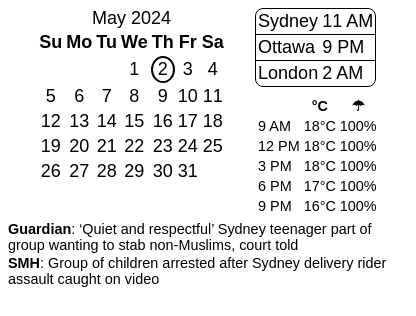 May 2024
Su Mo Tu We Th Fr Sa
1 2 3 4
5 6 7 8 9 10 11
12 13 14 15 16 17 18
19 20 21 22 23 24 25
26 27 28 29 30 31
Sydney 11 AM
Ottawa 9 PM
London 2 AM
°C ☂
9 AM 18°C 100%
12 PM 18°C 100%
3 PM 18°C 100%
6 PM 17°C 100%
9 PM 16°C 100%
Guardian: ‘Quiet and respectful’ Sydney teenager part of
group wanting to stab non-Muslims, court told
SMH: Group of children arrested after Sydney delivery rider
assault caught on video